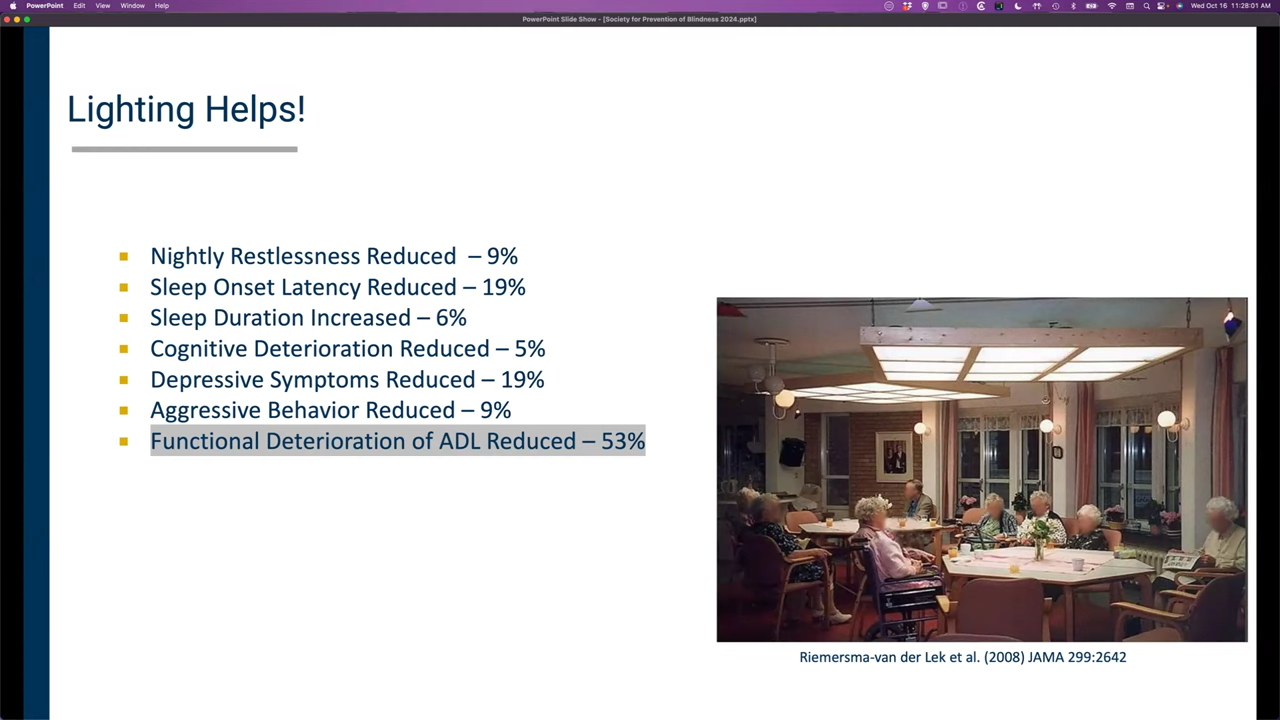 PowerPoint Edit View Window Help
Wed Oct 16 11:28:01 AM
PowerPoint Slide Show - [Society for Prevention of Blindness 2024.pptx]
Lighting Helps!
Nightly Restlessness Reduced – 9%
Sleep Onset Latency Reduced – 19%
Sleep Duration Increased – 6%
Cognitive Deterioration Reduced – 5%
Depressive Symptoms Reduced – 19%
Aggressive Behavior Reduced – 9%
Functional Deterioration of ADL Reduced – 53%
Riemersma-van der Lek et al. (2008) JAMA 299:2642